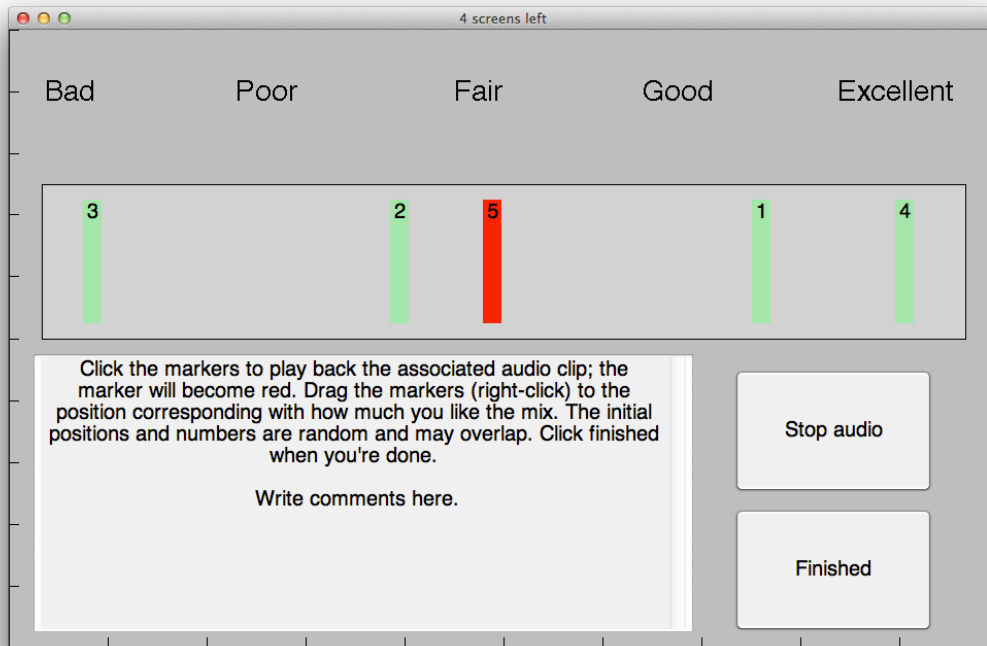 4 screens left
Bad Poor Fair Good Excellent
3 2 5 1 4
Click the markers to play back the associated audio clip; the
marker will become red. Drag the markers (right-click) to the
position corresponding with how much you like the mix. The initial
positions and numbers are random and may overlap. Click finished
when you're done.
Write comments here.
Stop audio
Finished